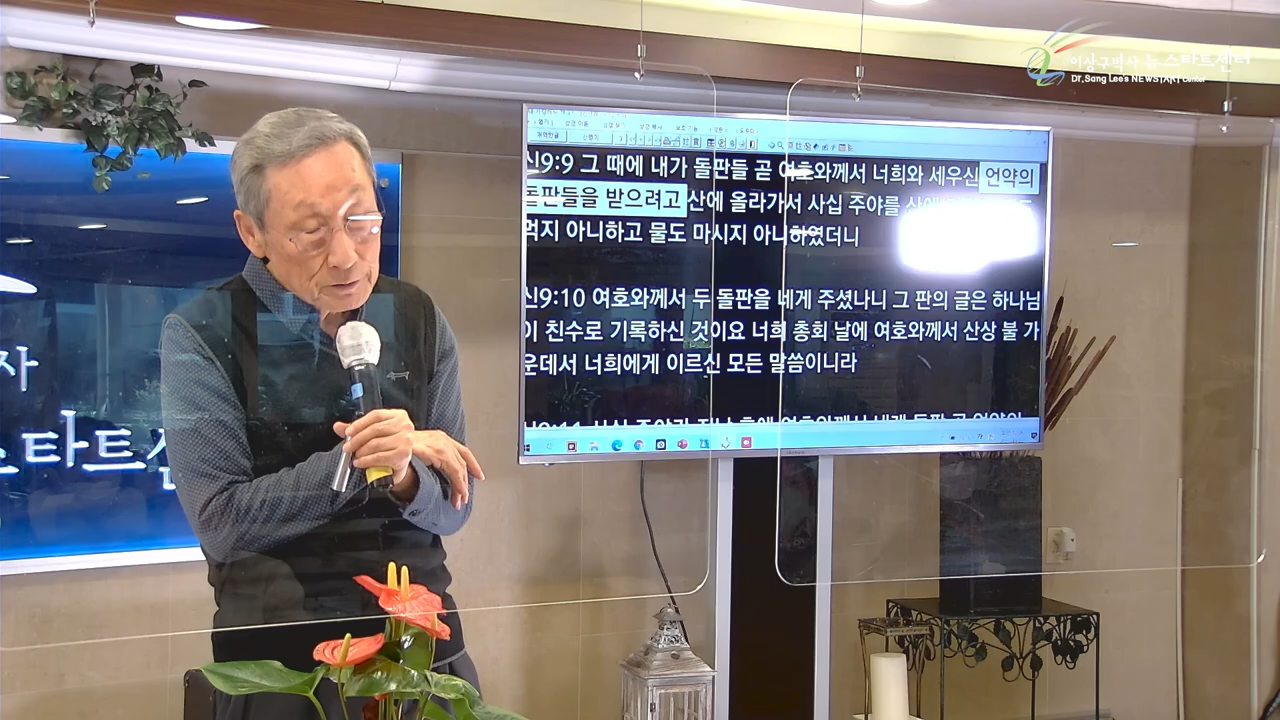 이상구박사 뉴스타트센터
Dr.Sang Lee's NEWSTART Center
신9:9 그 때에 내가 돌판들 곧 여호와께서 너희와 세우신 언약의
돌판들을 받으려고 산에 올라가서 사십 주야를
먹지 아니하고 물도 마시지 아니하였더니
신9:10 여호와께서 두 돌판을 네게 주셨나니 그 판의 글은 하나님
이 친수로 기록하신 것이요 너희 총회 날에 여호와께서 산상 불 가
운데서 너희에게 이르신 모든 말씀이니라
사
스타트센